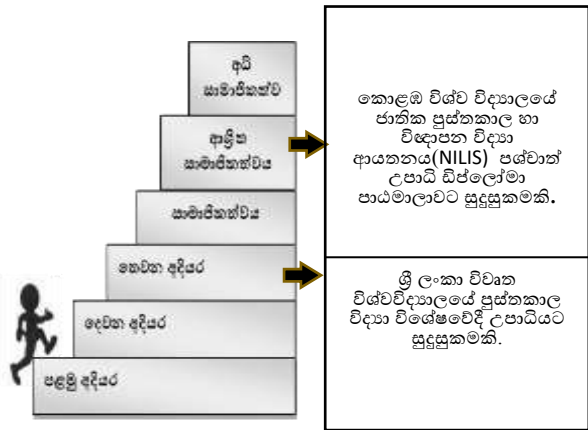 අධි
සාමාජිකත්ව
ආශ්‍රිත
සාමාජිකත්වය
සාමාජිකත්වය
තෙවන අදියර
දෙවන අදියර
පළමු අදියර
කොළඹ විශ්ව විද්‍යාලයේ
ජාතික පුස්තකාල හා
විඥාපන විද්‍යා
ආයතනය(NILIS) පශ්චාත්
උපාධි ඩිප්ලෝමා
පාඨමාලාවට සුදුසුකමකි.
ශ්‍රී ලංකා විවෘත
විශ්වවිද්‍යාලයේ පුස්තකාල
විද්‍යා විශේෂවේදී උපාධියට
සුදුසුකමකි.